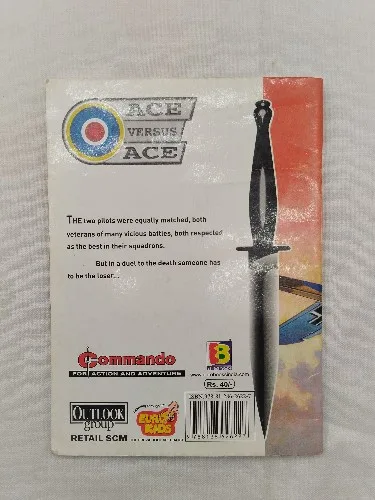 ACE
VERSUS
ACE
THE two pilots were equally matched, both
veterans of many vicious battles, both respected
as the best in their squadrons.
But in a duel to the death someone has
to be the loser...
Commando
FOR ACTION AND ADVENTURE
B
Rs. 40/-
OUTLOOK
group
RETAIL SCM